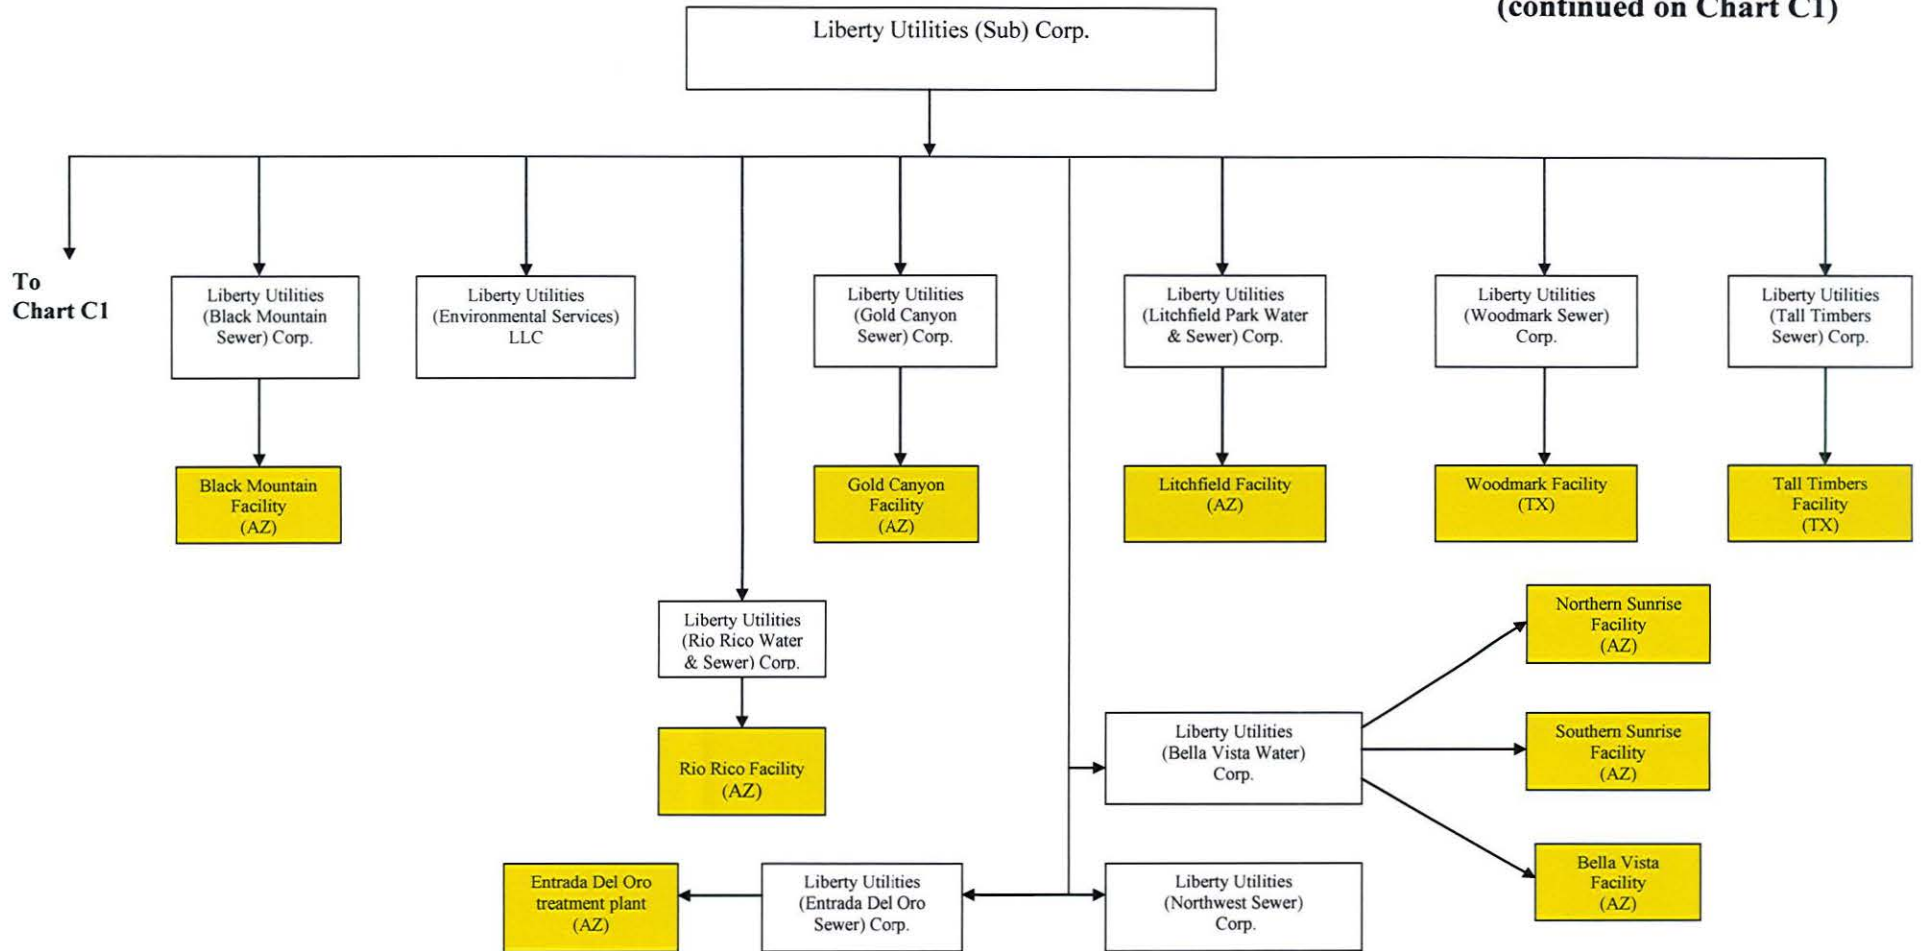 (continued on Chart C1)
Liberty Utilities (Sub) Corp.
To
Chart C1
Liberty Utilities
(Black Mountain
Sewer) Corp.
Liberty Utilities
(Environmental Services)
LLC
Liberty Utilities
(Gold Canyon
Sewer) Corp.
Liberty Utilities
(Litchfield Park Water
& Sewer) Corp.
Liberty Utilities
(Woodmark Sewer)
Corp.
Liberty Utilities
(Tall Timbers
Sewer) Corp.
Black Mountain
Facility
(AZ)
Gold Canyon
Facility
(AZ)
Litchfield Facility
(AZ)
Woodmark Facility
(TX)
Tall Timbers
Facility
(TX)
Liberty Utilities
(Rio Rico Water
& Sewer) Corp.
Northern Sunrise
Facility
(AZ)
Rio Rico Facility
(AZ)
Liberty Utilities
(Bella Vista Water)
Corp.
Southern Sunrise
Facility
(AZ)
Bella Vista
Facility
(AZ)
Entrada Del Oro
treatment plant
(AZ)
Liberty Utilities
(Entrada Del Oro
Sewer) Corp.
Liberty Utilities
(Northwest Sewer)
Corp.